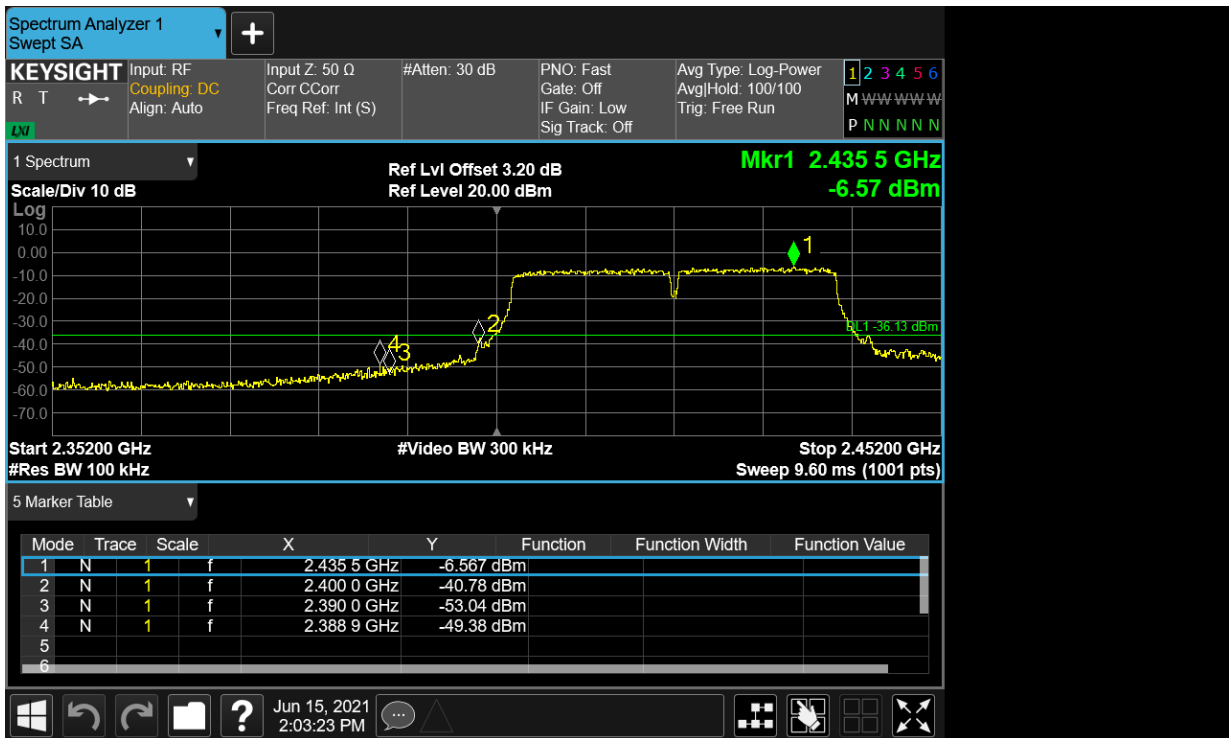 Spectrum Analyzer 1
Swept SA
KEYSIGHT Input: RF Input Z: 50 Ω #Atten: 30 dB PNO: Fast Avg Type: Log-Power 1 2 3 4 5 6
R T Coupling: DC Corr CCorr Gate: Off Avg|Hold: 100/100 M W W W W W
Align: Auto Freq Ref: Int (S) IF Gain: Low Trig: Free Run
LXI Sig Track: Off P N N N N N
1 Spectrum Ref Lvl Offset 3.20 dB Mkr1 2.435 5 GHz
Scale/Div 10 dB Ref Level 20.00 dBm -6.57 dBm
Log
10.0
0.00
-10.0
-20.0
-30.0
-40.0
-50.0
-60.0
-70.0
1
2
4
3
DL1 -36.13 dBm
Start 2.35200 GHz #Video BW 300 kHz Stop 2.45200 GHz
#Res BW 100 kHz Sweep 9.60 ms (1001 pts)
5 Marker Table
Mode Trace Scale X Y Function Function Width Function Value
1 N 1 f 2.435 5 GHz -6.567 dBm
2 N 1 f 2.400 0 GHz -40.78 dBm
3 N 1 f 2.390 0 GHz -53.04 dBm
4 N 1 f 2.388 9 GHz -49.38 dBm
5
6
? Jun 15, 2021
2:03:23 PM